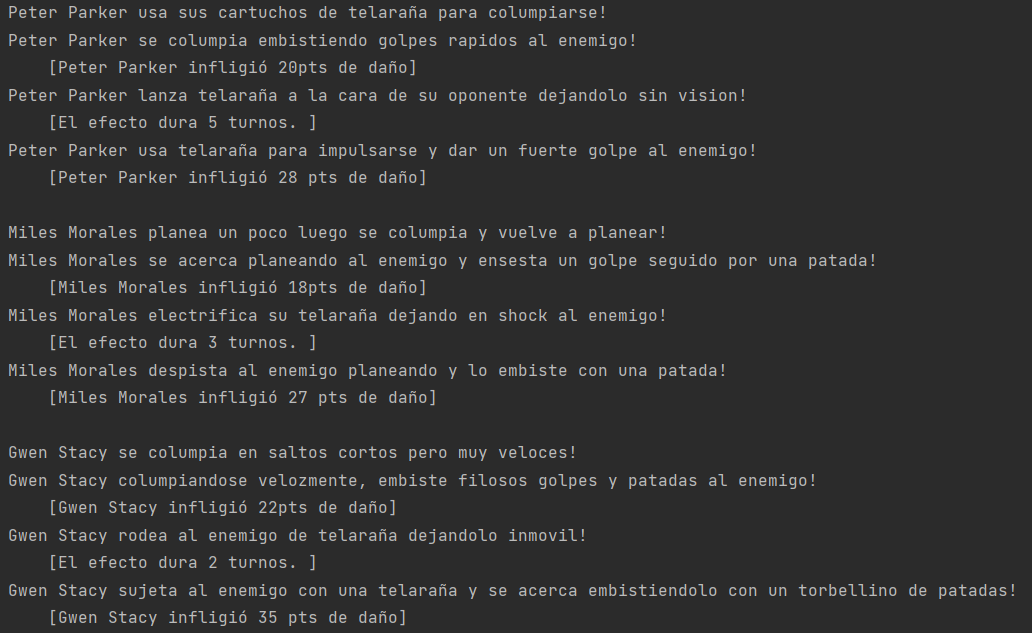 Peter Parker usa sus cartuchos de telaraña para columpiarse!
Peter Parker se columpia embistiendo golpes rapidos al enemigo!
[Peter Parker infligió 20pts de daño]
Peter Parker lanza telaraña a la cara de su oponente dejandolo sin vision!
[El efecto dura 5 turnos. ]
Peter Parker usa telaraña para impulsarse y dar un fuerte golpe al enemigo!
[Peter Parker infligió 28 pts de daño]
Miles Morales planea un poco luego se columpia y vuelve a planear!
Miles Morales se acerca planeando al enemigo y ensesta un golpe seguido por una patada!
[Miles Morales infligió 18pts de daño]
Miles Morales electrifica su telaraña dejando en shock al enemigo!
[El efecto dura 3 turnos. ]
Miles Morales despista al enemigo planeando y lo embiste con una patada!
[Miles Morales infligió 27 pts de daño]
Gwen Stacy se columpia en saltos cortos pero muy veloces!
Gwen Stacy columpiandose velozmente, embiste filosos golpes y patadas al enemigo!
[Gwen Stacy infligió 22pts de daño]
Gwen Stacy rodea al enemigo de telaraña dejandolo inmovil!
[El efecto dura 2 turnos. ]
Gwen Stacy sujeta al enemigo con una telaraña y se acerca embistiendolo con un torbellino de patadas!
[Gwen Stacy infligió 35 pts de daño]